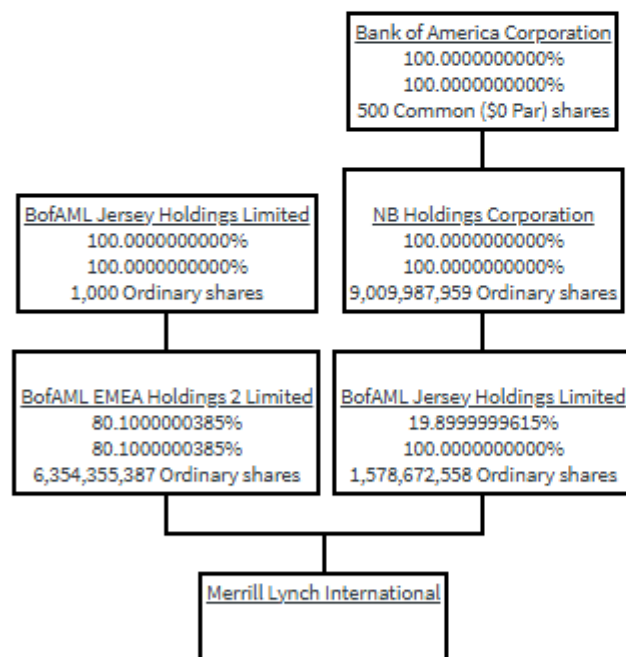 Bank of America Corporation
100.0000000000%
100.0000000000%
500 Common ($0 Par) shares
BofAML Jersey Holdings Limited
100.0000000000%
100.0000000000%
1,000 Ordinary shares
NB Holdings Corporation
100.0000000000%
100.0000000000%
9,009,987,959 Ordinary shares
BofAML EMEA Holdings 2 Limited
80.1000000385%
80.1000000385%
6,354,355,387 Ordinary shares
BofAML Jersey Holdings Limited
19.8999999615%
100.0000000000%
1,578,672,558 Ordinary shares
Merrill Lynch International